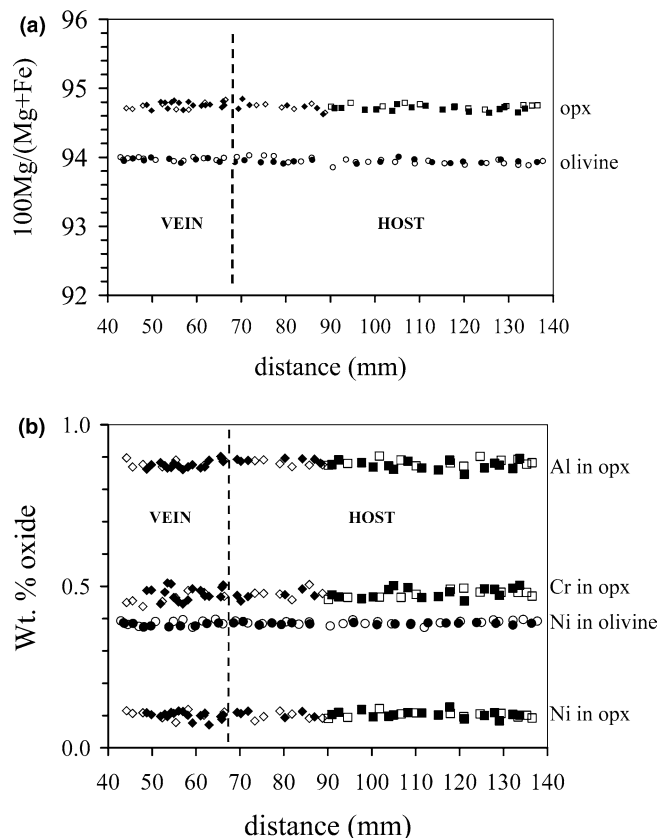 (a)
100Mg/(Mg+Fe)
96
95
94
93
92
opx
olivine
VEIN
HOST
40 50 60 70 80 90 100 110 120 130 140
distance (mm)
(b)
Wt. % oxide
1.0
0.5
0.0
Al in opx
VEIN
HOST
Cr in opx
Ni in olivine
Ni in opx
40 50 60 70 80 90 100 110 120 130 140
distance (mm)